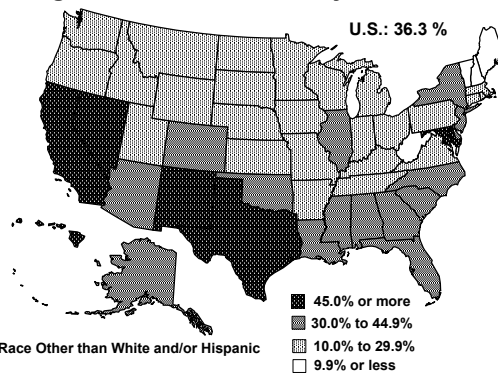 U.S.: 36.3 %
45.0% or more
30.0% to 44.9%
10.0% to 29.9%
9.9% or less
Race Other than White and/or Hispanic